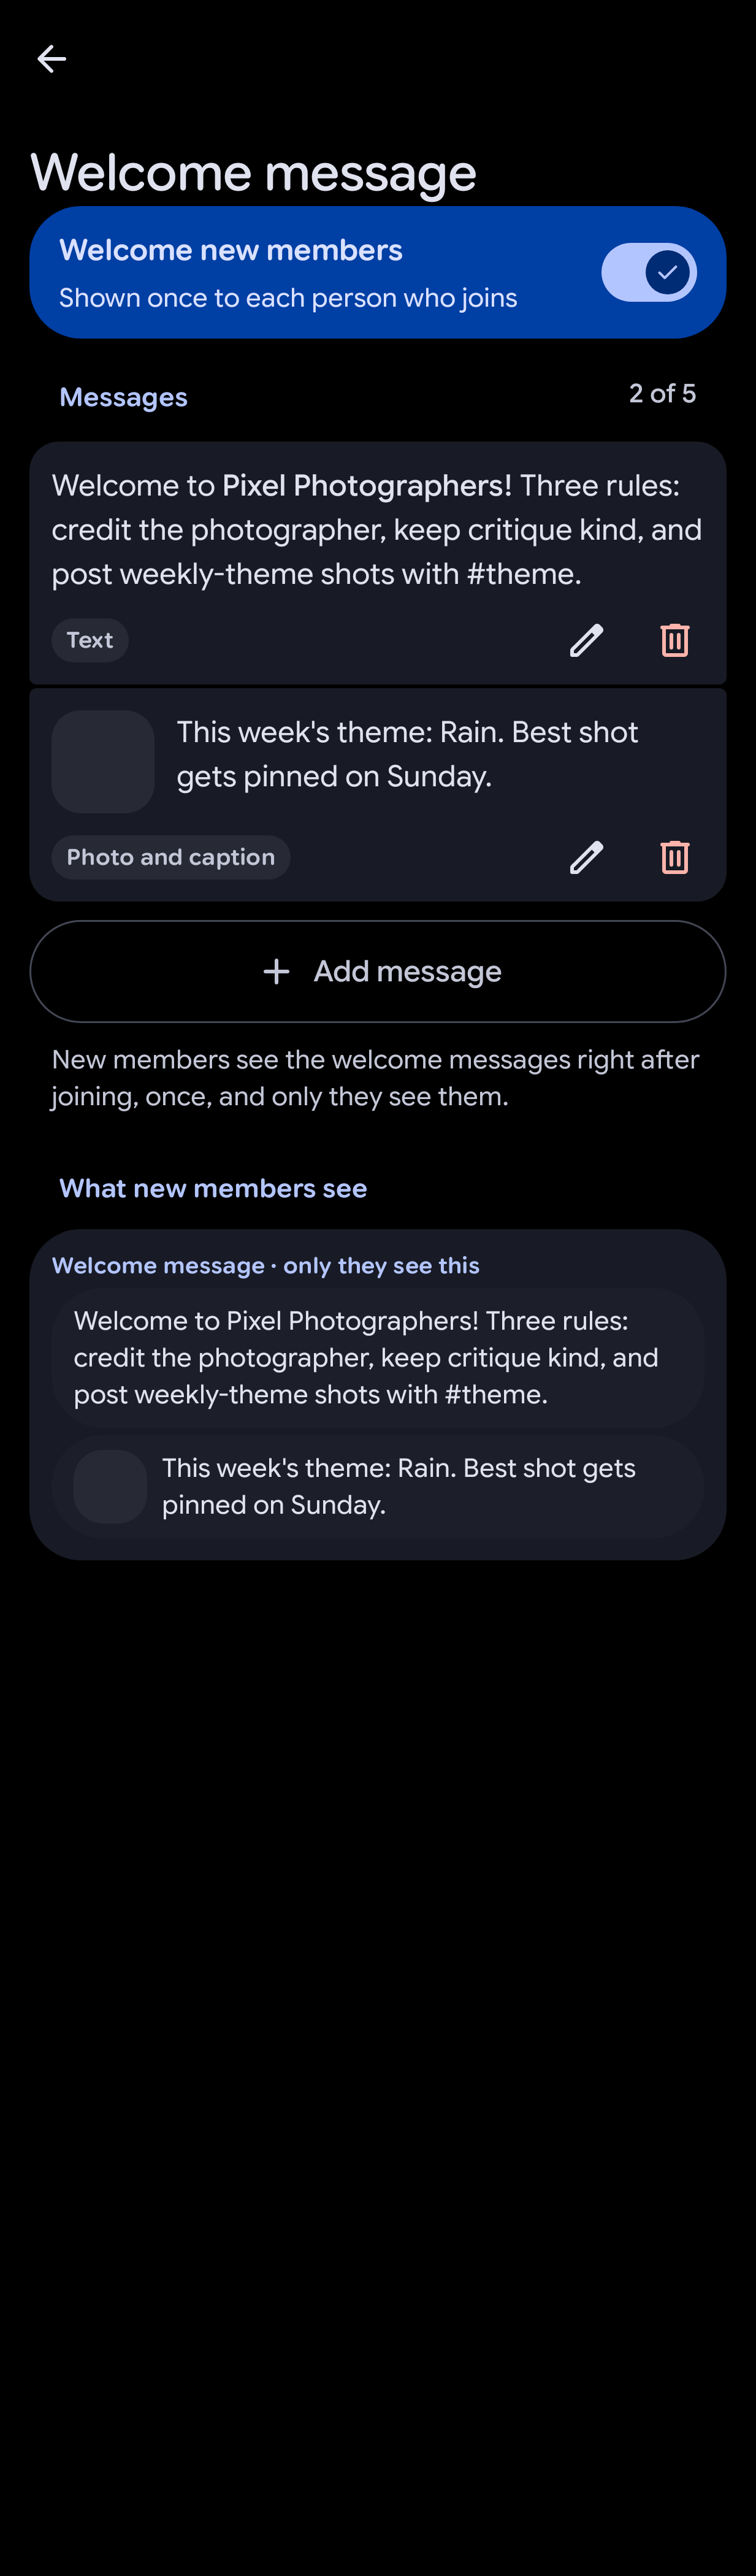 Welcome message
Welcome new members
Shown once to each person who joins
Messages
2 of 5
Welcome to Pixel Photographers! Three rules:
credit the photographer, keep critique kind, and
post weekly-theme shots with #theme.
Text
This week's theme: Rain. Best shot
gets pinned on Sunday.
Photo and caption
Add message
New members see the welcome messages right after
joining, once, and only they see them.
What new members see
Welcome message · only they see this
Welcome to Pixel Photographers! Three rules:
credit the photographer, keep critique kind, and
post weekly-theme shots with #theme.
This week's theme: Rain. Best shot gets
pinned on Sunday.